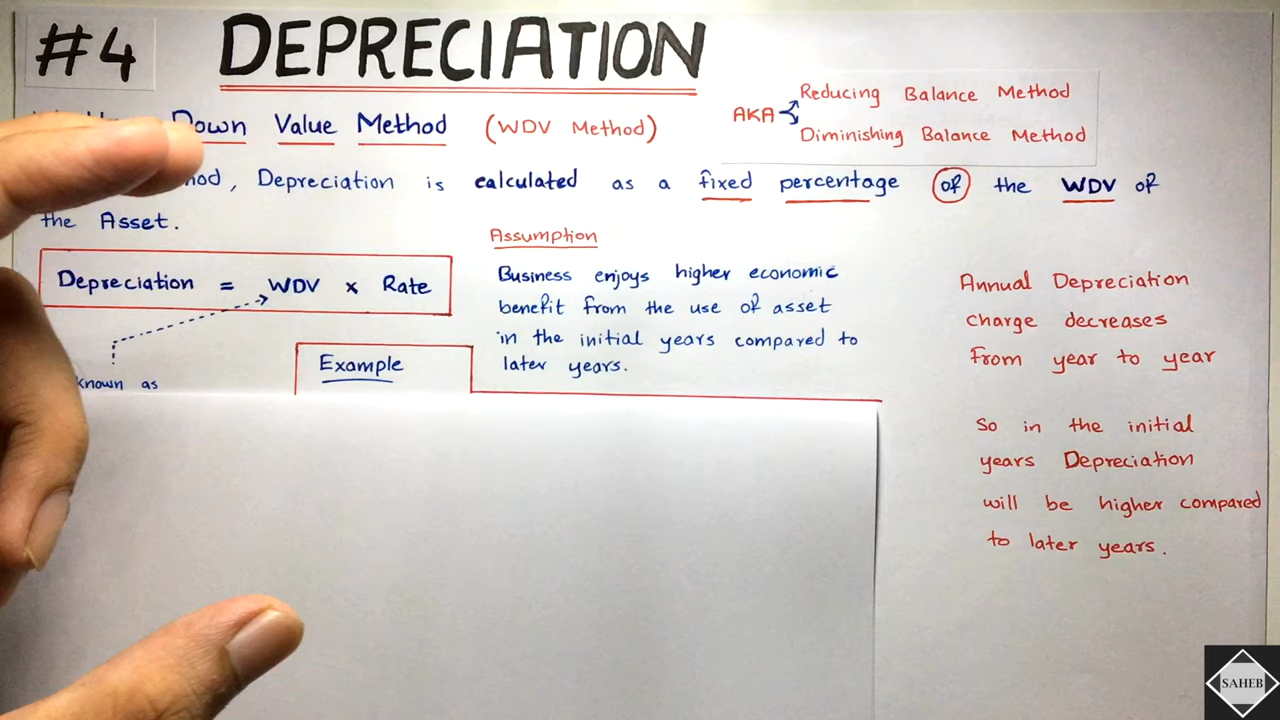 #4 DEPRECIATION
Down Value Method (WDV Method)
AKA
Reducing Balance Method
Diminishing Balance Method
, Depreciation is calculated as a fixed percentage of the WDV of
the Asset.
Depreciation = WDV x Rate
Known as
Example
Assumption
Business enjoys higher economic
benefit from the use of asset
in the initial years compared to
later years.
Annual Depreciation
charge decreases
from year to year
So in the initial
years Depreciation
will be higher compared
to later years.
SAHEB